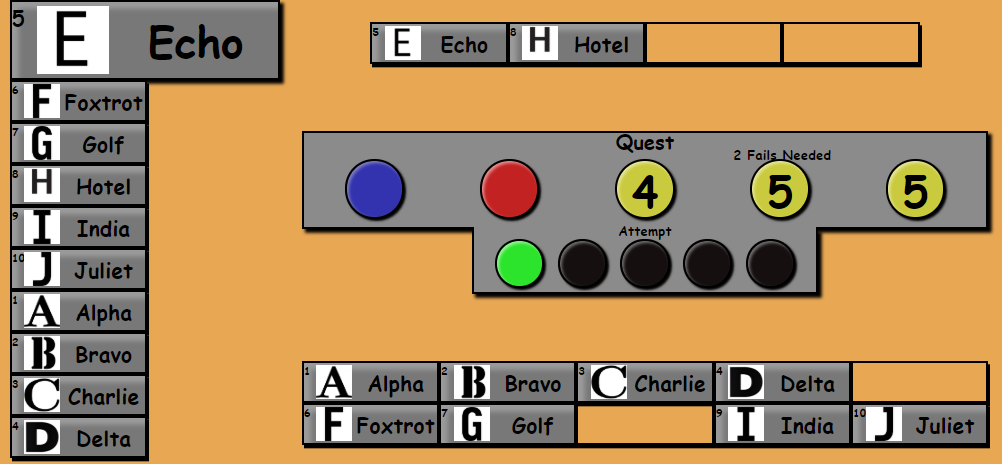 5 E Echo
6 F Foxtrot
7 G Golf
8 H Hotel
9 I India
10 J Juliet
1 A Alpha
2 B Bravo
3 C Charlie
4 D Delta
5 E Echo 8 H Hotel
Quest
2 Fails Needed
4 5 5
Attempt
1 A Alpha 2 B Bravo 3 C Charlie 4 D Delta
6 F Foxtrot 7 G Golf 9 I India 10 J Juliet